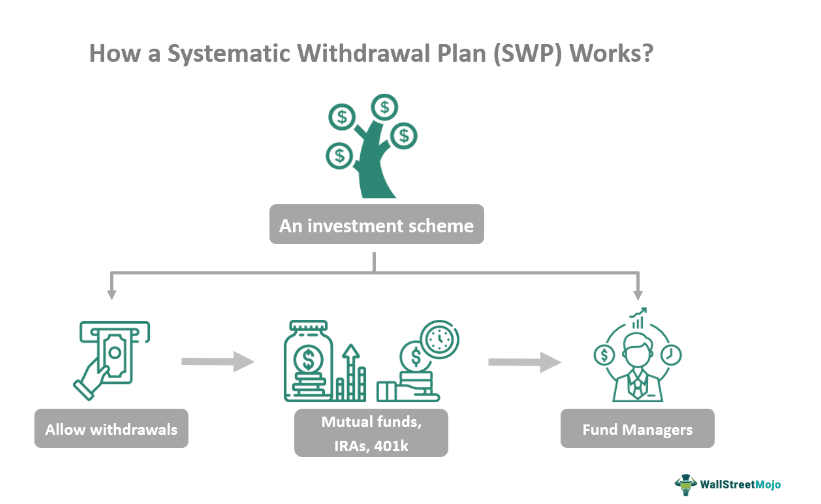 How a Systematic Withdrawal Plan (SWP) Works?
$
$
$
$
An investment scheme
$
$
$
Allow withdrawals
Mutual funds,
IRAs, 401k
Fund Managers
WallStreetMojo